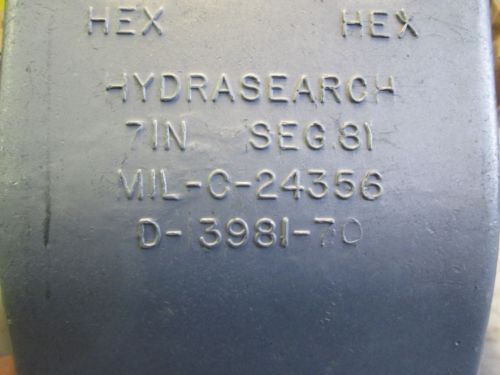 HEX HEX
HYDRASEARCH
7IN SEG.81
MIL-C-24356
D-3981-70